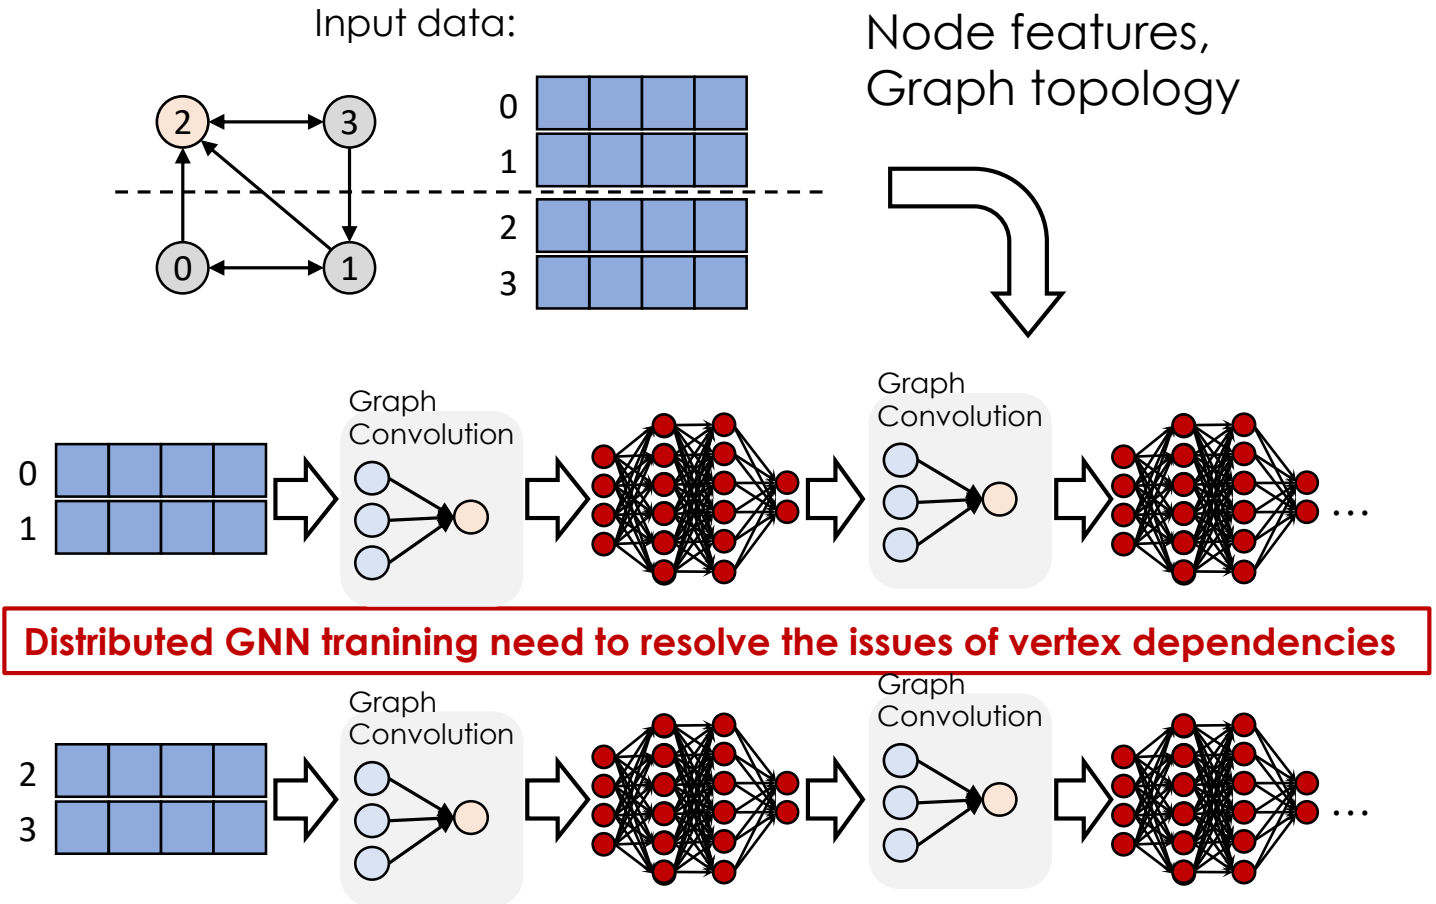 Input data:
Node features,
Graph topology
2
3
0
1
0
1
2
3
Graph
Convolution
Graph
Convolution
0
1
...
Distributed GNN tranining need to resolve the issues of vertex dependencies
Graph
Convolution
Graph
Convolution
2
3
...